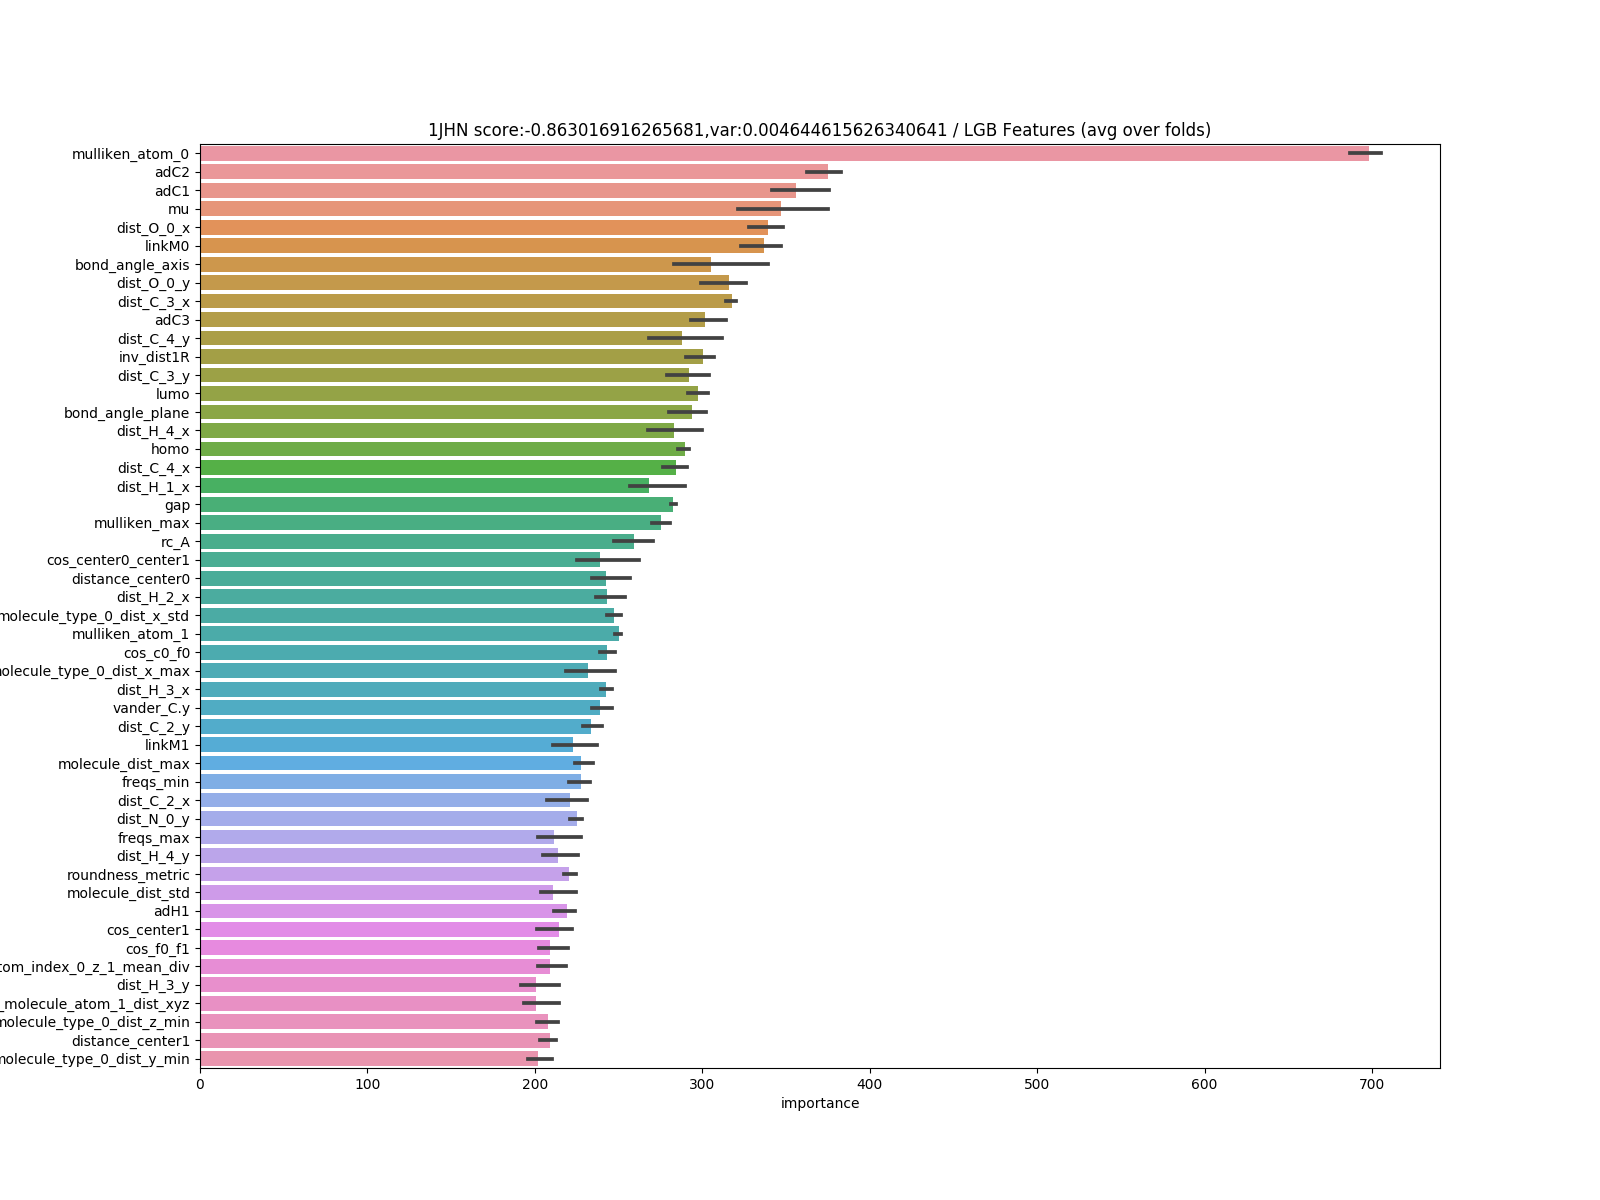 1JHN score:-0.863016916265681,var:0.004644615626340641 / LGB Features (avg over folds)
mulliken_atom_0
adC2
adC1
mu
dist_O_0_x
linkM0
bond_angle_axis
dist_O_0_y
dist_C_3_x
adC3
dist_C_4_y
inv_dist1R
dist_C_3_y
lumo
bond_angle_plane
dist_H_4_x
homo
dist_C_4_x
dist_H_1_x
gap
mulliken_max
rc_A
cos_center0_center1
distance_center0
dist_H_2_x
molecule_type_0_dist_x_std
mulliken_atom_1
cos_c0_f0
molecule_type_0_dist_x_max
dist_H_3_x
vander_C.y
dist_C_2_y
linkM1
molecule_dist_max
freqs_min
dist_C_2_x
dist_N_0_y
freqs_max
dist_H_4_y
roundness_metric
molecule_dist_std
adH1
cos_center1
cos_f0_f1
tom_index_0_z_1_mean_div
dist_H_3_y
_molecule_atom_1_dist_xyz
molecule_type_0_dist_z_min
distance_center1
molecule_type_0_dist_y_min
0 100 200 300 400 500 600 700
importance